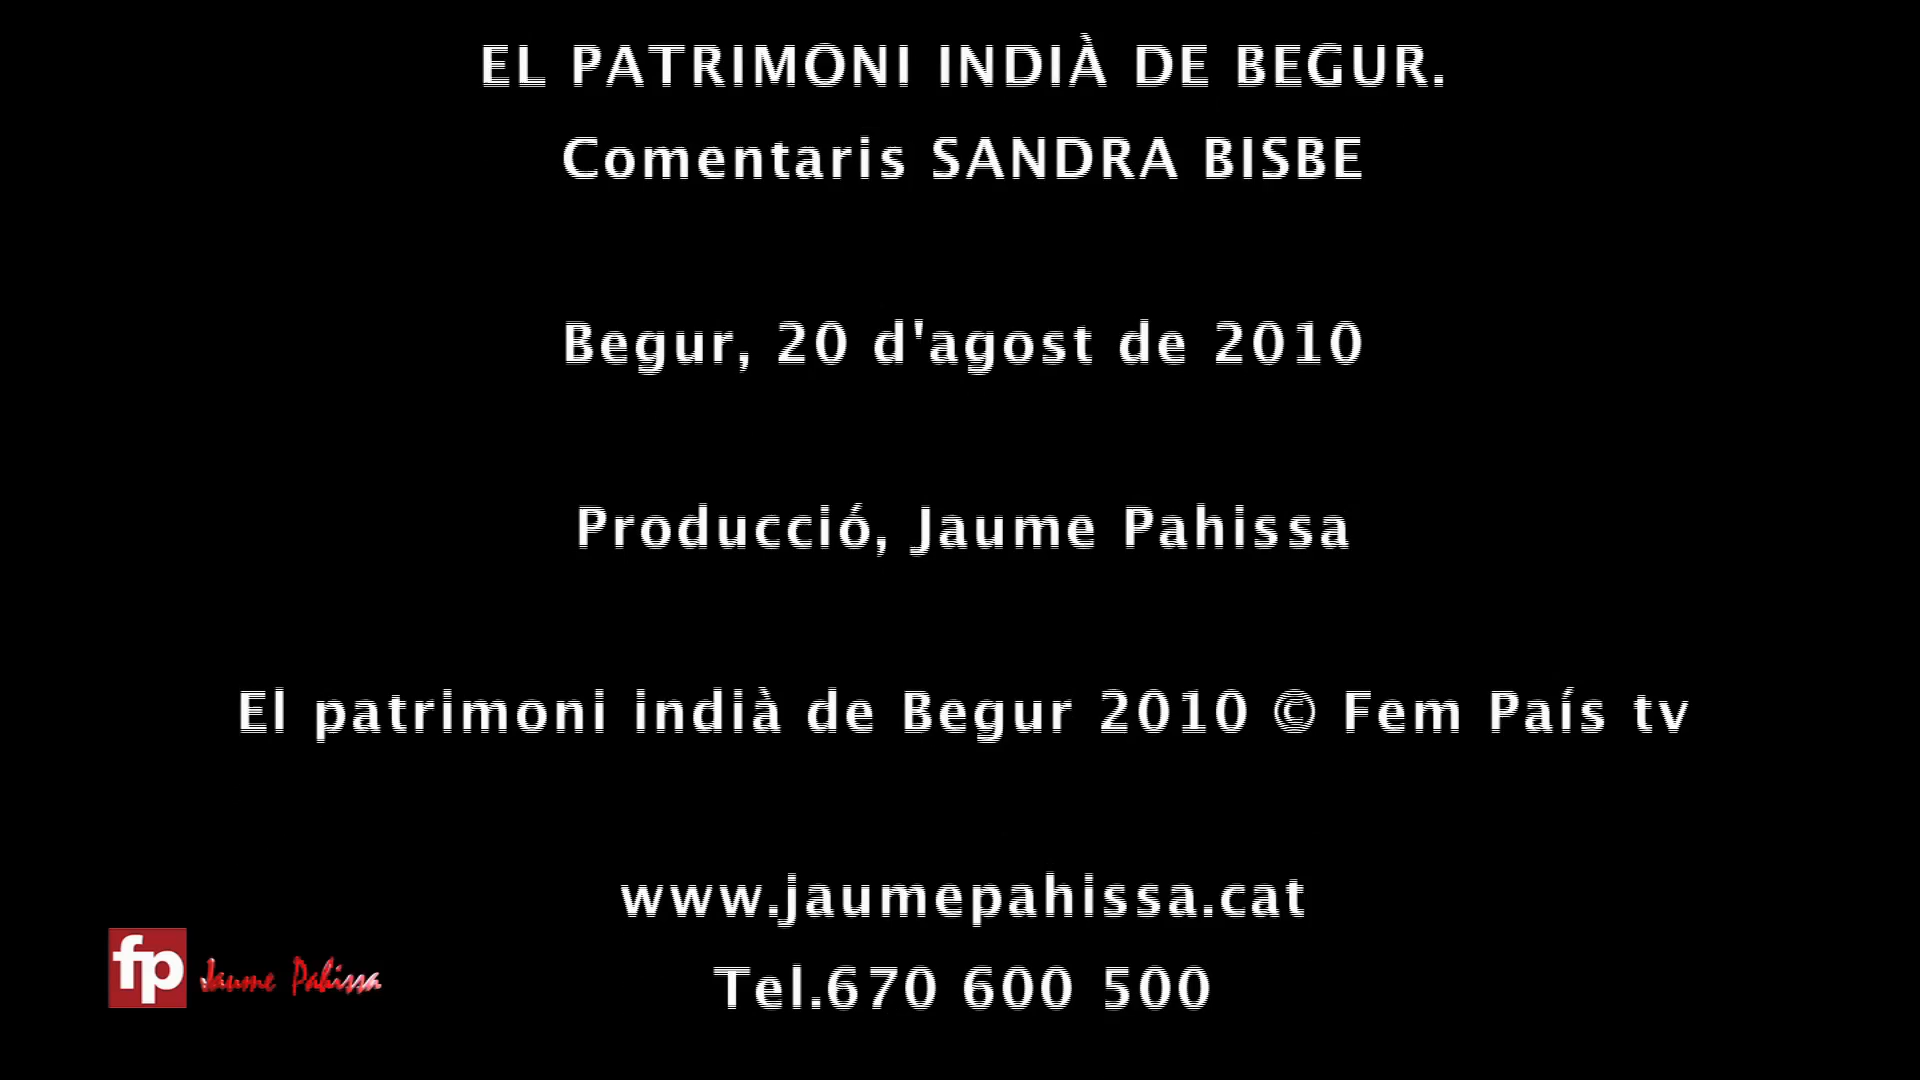 EL PATRIMONI INDIÀ DE BEGUR.
Comentaris SANDRA BISBE
Begur, 20 d'agost de 2010
Producció, Jaume Pahissa
El patrimoni indià de Begur 2010 © Fem País tv
www.jaumepahissa.cat
fp Jaume Pahissa
Tel.670 600 500